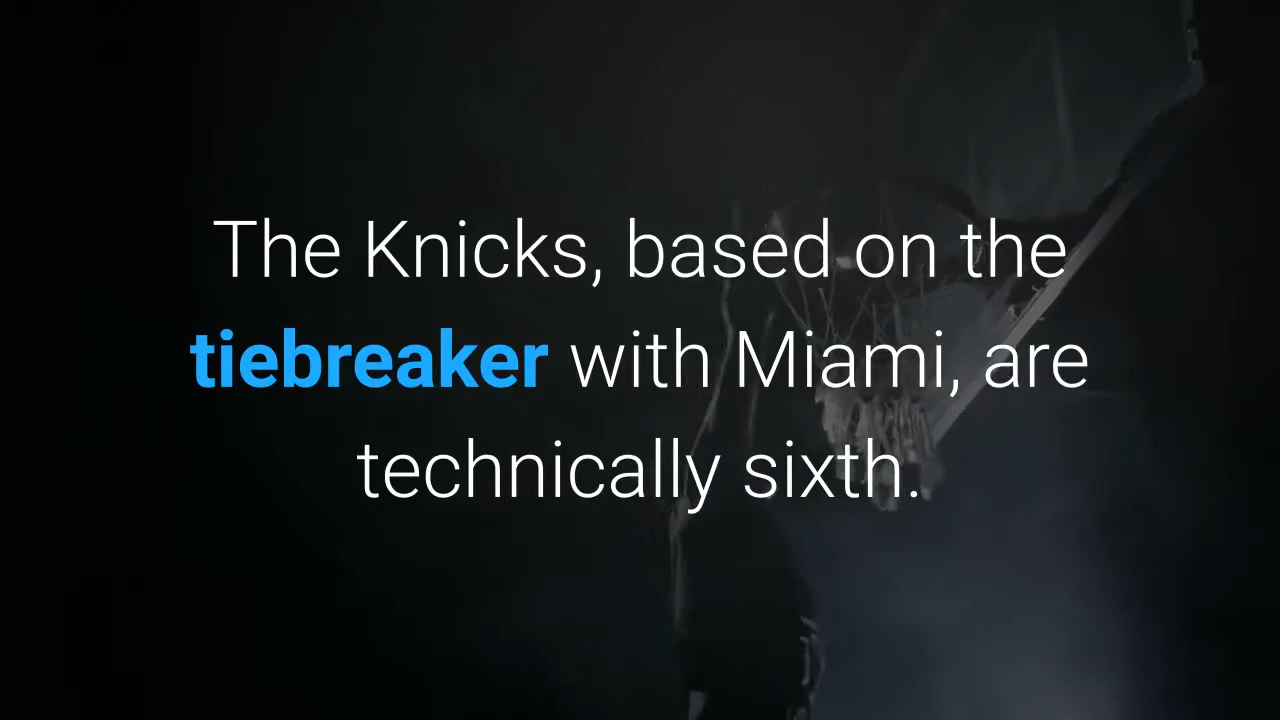 The Knicks, based on the
tiebreaker with Miami, are
technically sixth.